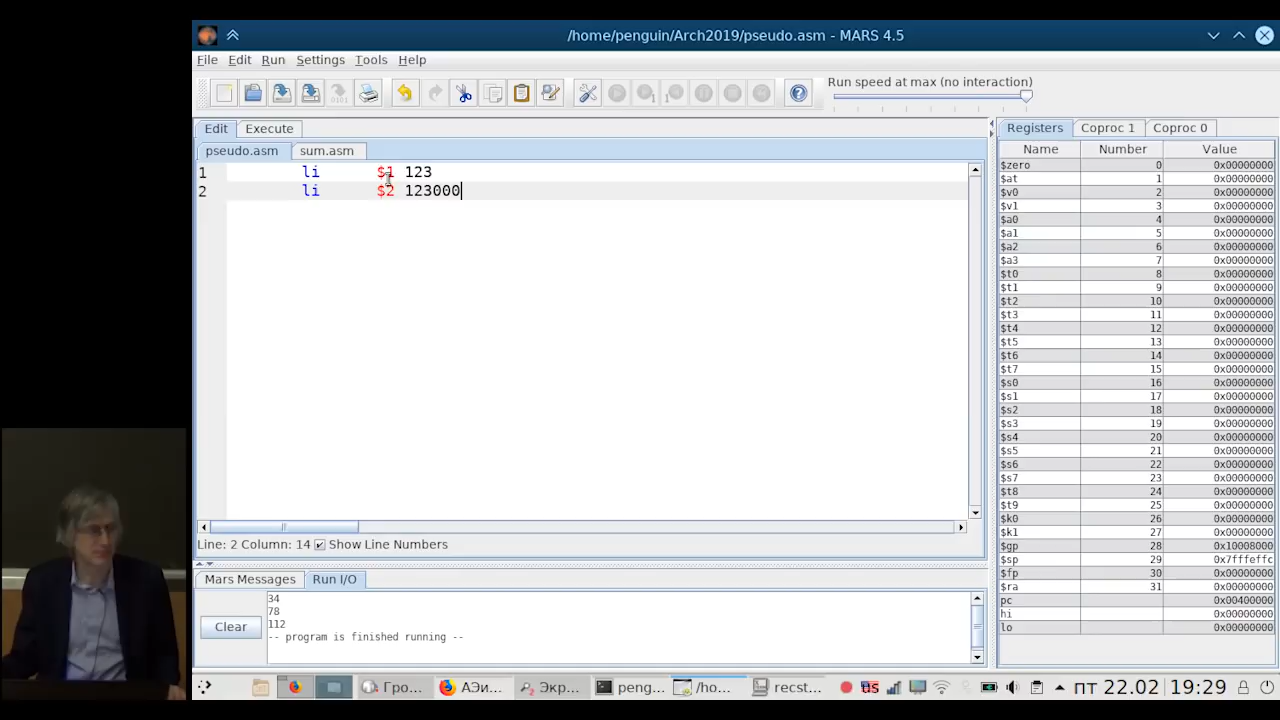 /home/penguin/Arch2019/pseudo.asm - MARS 4.5
File Edit Run Settings Tools Help
Run speed at max (no interaction)
Edit Execute
pseudo.asm sum.asm
1 li $1 123
2 li $2 123000
Line: 2 Column: 14 Show Line Numbers
Mars Messages Run I/O
34
78
112
-- program is finished running --
Clear
Registers Coproc 1 Coproc 0
Name Number Value
$zero 0 0x00000000
$at 1 0x00000000
$v0 2 0x00000000
$v1 3 0x00000000
$a0 4 0x00000000
$a1 5 0x00000000
$a2 6 0x00000000
$a3 7 0x00000000
$t0 8 0x00000000
$t1 9 0x00000000
$t2 10 0x00000000
$t3 11 0x00000000
$t4 12 0x00000000
$t5 13 0x00000000
$t6 14 0x00000000
$t7 15 0x00000000
$s0 16 0x00000000
$s1 17 0x00000000
$s2 18 0x00000000
$s3 19 0x00000000
$s4 20 0x00000000
$s5 21 0x00000000
$s6 22 0x00000000
$s7 23 0x00000000
$t8 24 0x00000000
$t9 25 0x00000000
$k0 26 0x00000000
$k1 27 0x00000000
$gp 28 0x10008000
$sp 29 0x7fffeffc
$fp 30 0x00000000
$ra 31 0x00000000
pc 0x00400000
hi 0x00000000
lo 0x00000000
Гро... АЭи... Экр... peng... /ho... recst... us пт 22.02 19:29